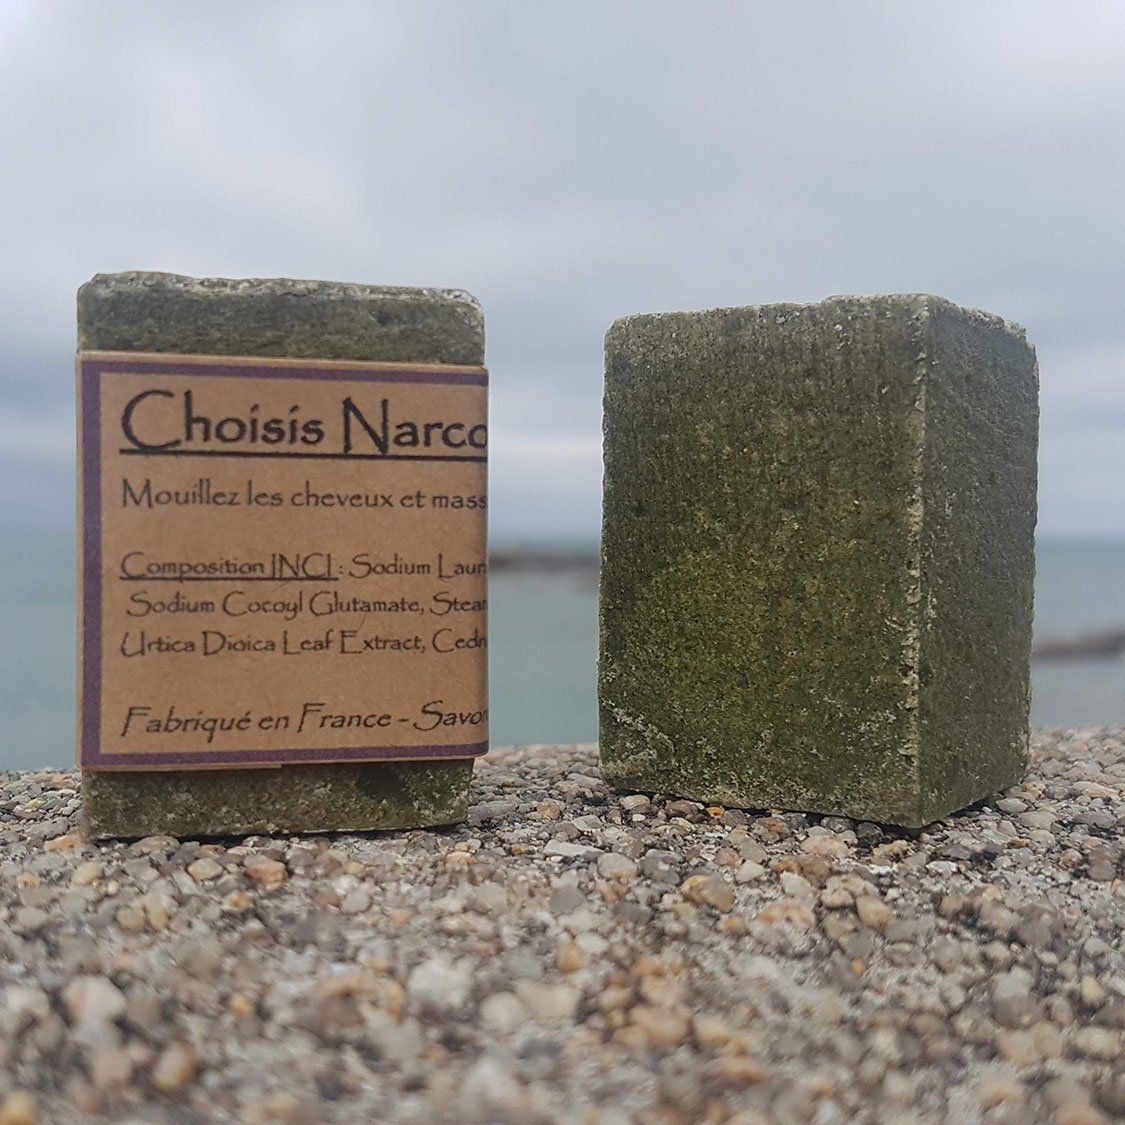 Choisis Narco
Mouillez les cheveux et mass
Composition INCI : Sodium Laur
Sodium Cocoyl Glutamate, Stear
Urtica Dioica Leaf Extract, Cedr
Fabriqué en France - Savon